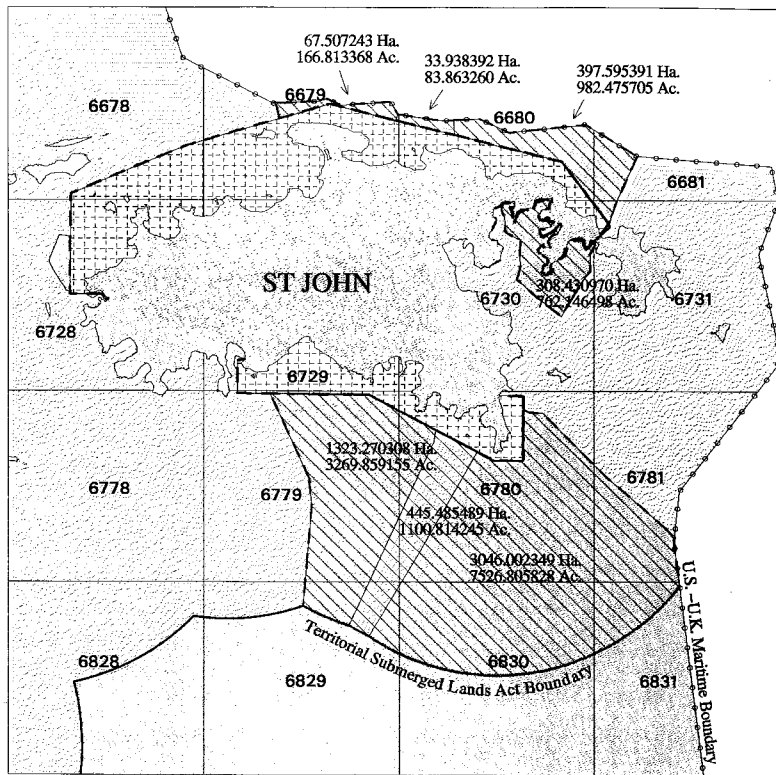 67.507243 Ha.
166.813368 Ac.
33.938392 Ha.
83.863260 Ac.
397.595391 Ha.
982.475705 Ac.
6678
6679
6680
6681
ST JOHN
308.430970 Ha.
762.146498 Ac.
6730
6731
6728
6729
1323.270308 Ha.
3269.859155 Ac.
6778
6779
6780
6781
445.485489 Ha.
1100.814245 Ac.
3046.002349 Ha.
7526.805828 Ac.
U.S.-U.K. Maritime Boundary
Territorial Submerged Lands Act Boundary
6828
6829
6830
6831